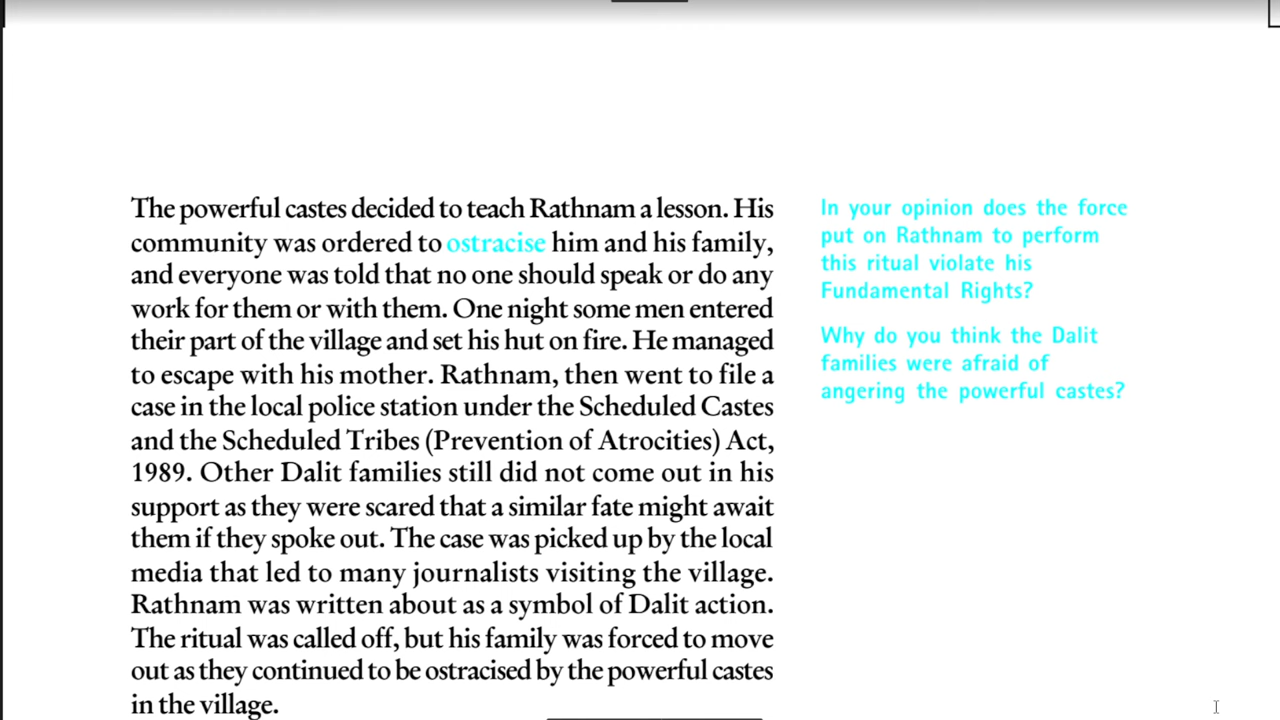 The powerful castes decided to teach Rathnam a lesson. His
community was ordered to ostracise him and his family,
and everyone was told that no one should speak or do any
work for them or with them. One night some men entered
their part of the village and set his hut on fire. He managed
to escape with his mother. Rathnam, then went to file a
case in the local police station under the Scheduled Castes
and the Scheduled Tribes (Prevention of Atrocities) Act,
1989. Other Dalit families still did not come out in his
support as they were scared that a similar fate might await
them if they spoke out. The case was picked up by the local
media that led to many journalists visiting the village.
Rathnam was written about as a symbol of Dalit action.
The ritual was called off, but his family was forced to move
out as they continued to be ostracised by the powerful castes
in the village.
In your opinion does the force
put on Rathnam to perform
this ritual violate his
Fundamental Rights?
Why do you think the Dalit
families were afraid of
angering the powerful castes?